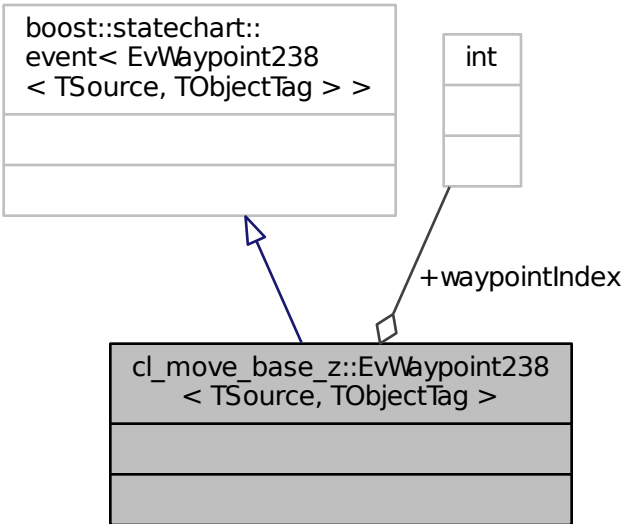 boost::statechart::
event< EvWaypoint238
< TSource, TObjectTag > >
int
+waypointIndex
cl_move_base_z::EvWaypoint238
< TSource, TObjectTag >